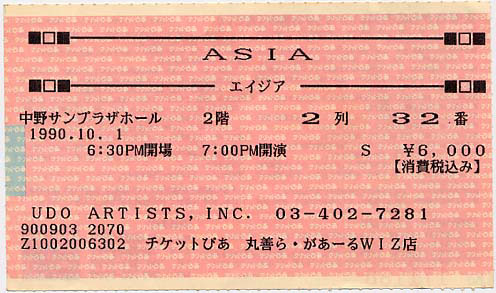 ASIA
エイジア
中野サンプラザホール 2階 2列 32番
1990.10. 1
6:30PM開場 7:00PM開演 S ¥6,000
【消費税込み】
UDO ARTISTS, INC. 03-402-7281
900903 2070
Z1002006302 チケットぴあ 丸善ら・があーるWIZ店